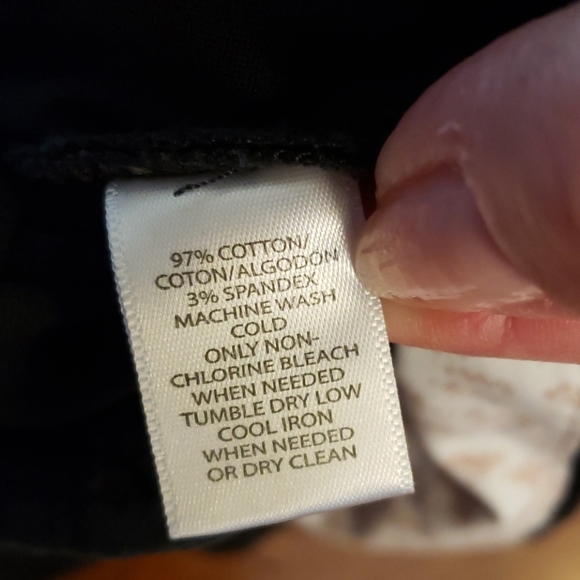 97% COTTON/
COTON/ALGODON
3% SPANDEX
MACHINE WASH
COLD
ONLY NON-
CHLORINE BLEACH
WHEN NEEDED
TUMBLE DRY LOW
COOL IRON
WHEN NEEDED
OR DRY CLEAN